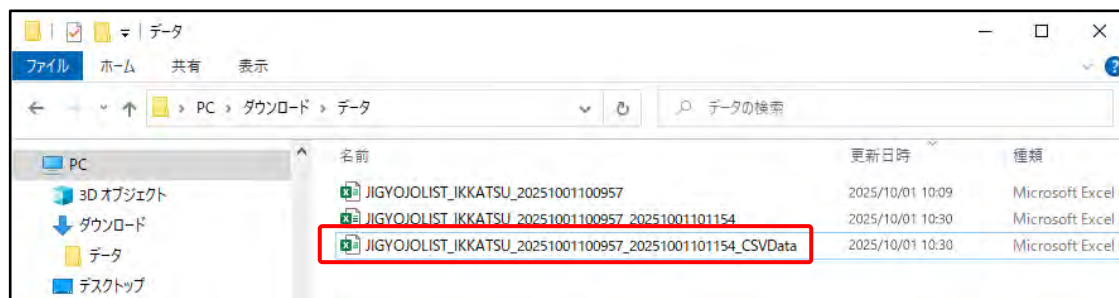 データ
ファイル ホーム 共有 表示
PC › ダウンロード › データ
データの検索
PC
3D オブジェクト
ダウンロード
データ
デスクトップ
名前 更新日時 種類
JIGYOJOLIST_IKKATSU_20251001100957 2025/10/01 10:09 Microsoft Excel
JIGYOJOLIST_IKKATSU_20251001100957_20251001101154 2025/10/01 10:30 Microsoft Excel
JIGYOJOLIST_IKKATSU_20251001100957_20251001101154_CSVData 2025/10/01 10:30 Microsoft Excel